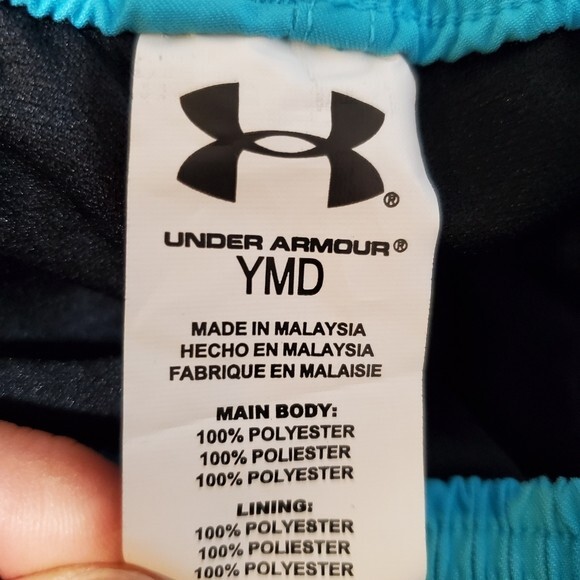 UNDER ARMOUR®
YMD
MADE IN MALAYSIA
HECHO EN MALAYSIA
FABRIQUE EN MALAISIE
MAIN BODY:
100% POLYESTER
100% POLIESTER
100% POLYESTER
LINING:
100% POLYESTER
100% POLIESTER
100% POLYESTER